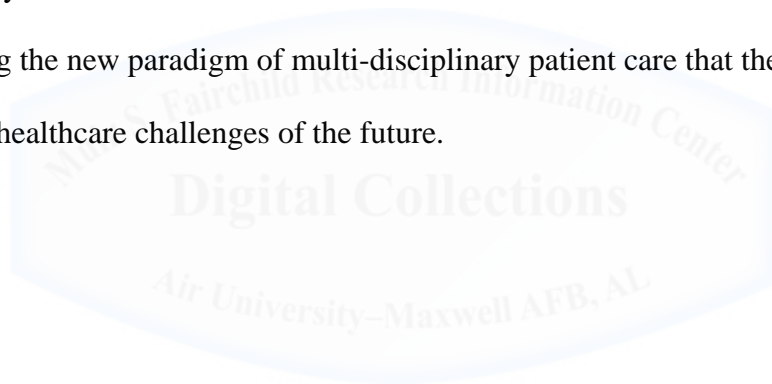 g the new paradigm of multi-disciplinary patient care that the
healthcare challenges of the future.
Muir S. Fairchild Research Information Center
Digital Collections
Air University–Maxwell AFB, AL